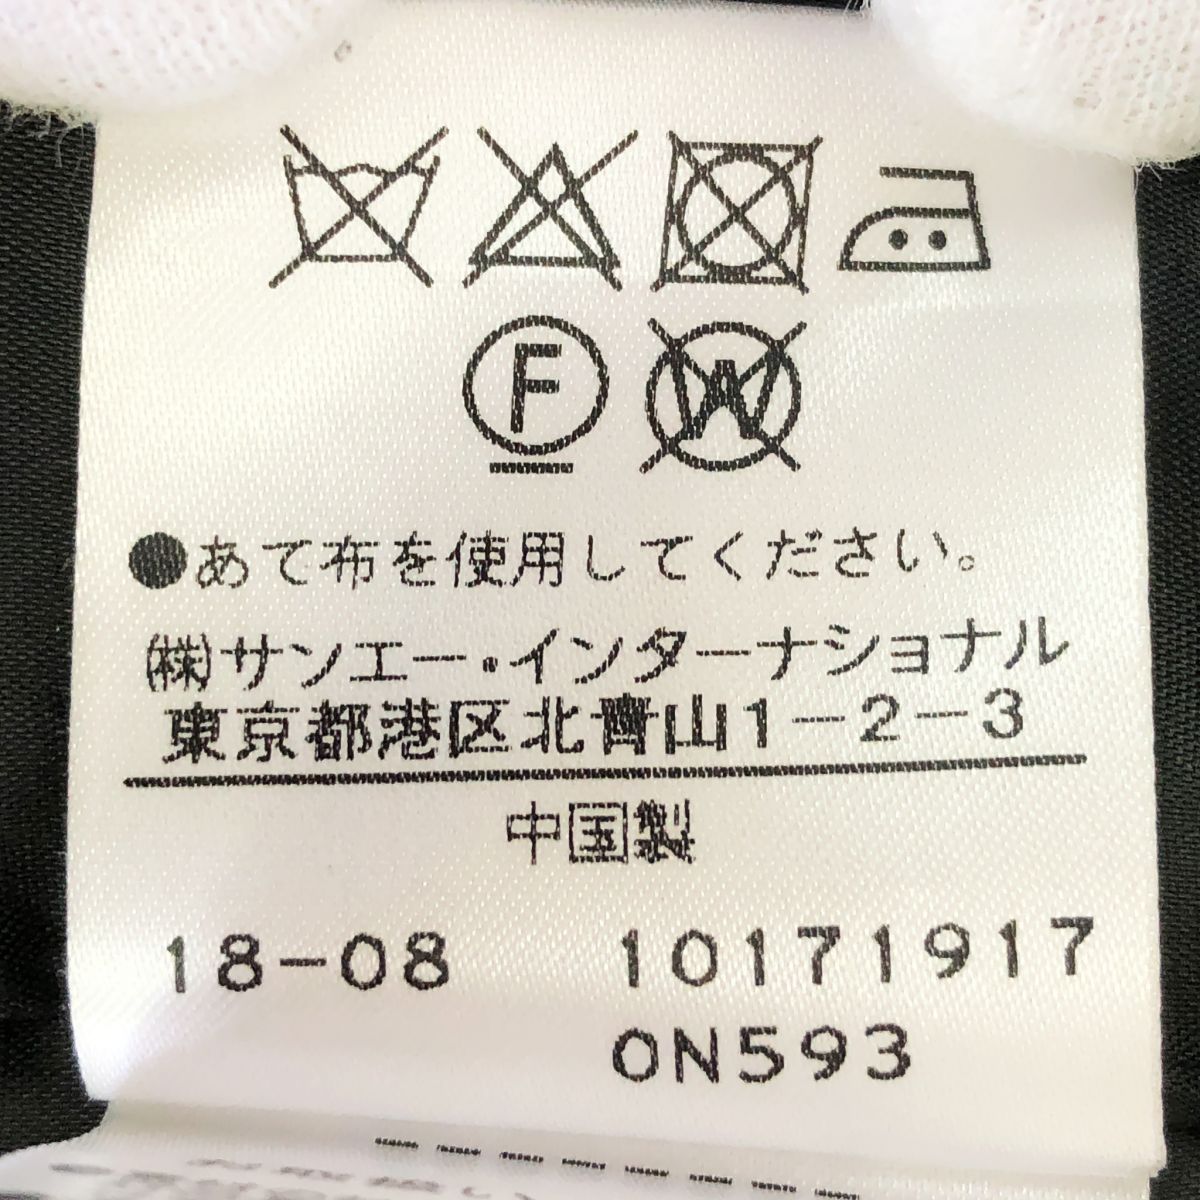 F W
●あて布を使用してください。
㈱サンエー・インターナショナル
東京都港区北青山1-2-3
中国製
18-08 10171917
0N593